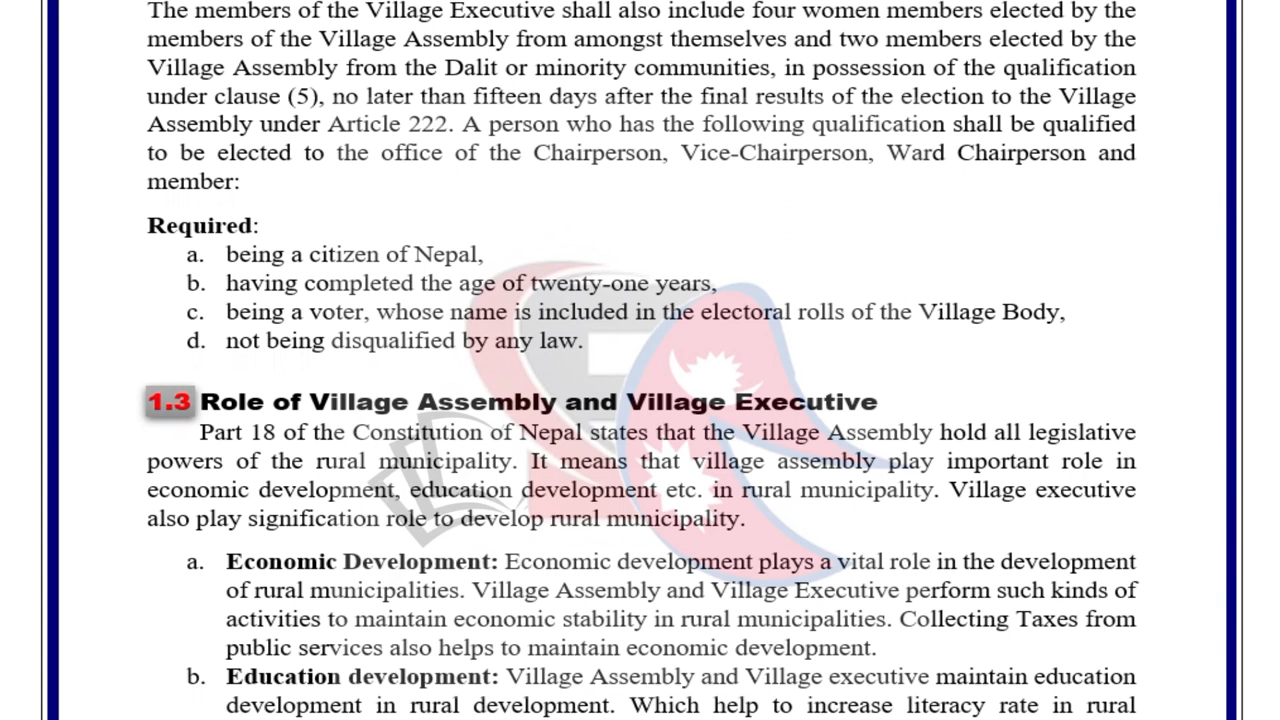 The members of the Village Executive shall also include four women members elected by the
members of the Village Assembly from amongst themselves and two members elected by the
Village Assembly from the Dalit or minority communities, in possession of the qualification
under clause (5), no later than fifteen days after the final results of the election to the Village
Assembly under Article 222. A person who has the following qualification shall be qualified
to be elected to the office of the Chairperson, Vice-Chairperson, Ward Chairperson and
member:
Required:
a. being a citizen of Nepal,
b. having completed the age of twenty-one years,
c. being a voter, whose name is included in the electoral rolls of the Village Body,
d. not being disqualified by any law.
1.3 Role of Village Assembly and Village Executive
Part 18 of the Constitution of Nepal states that the Village Assembly hold all legislative
powers of the rural municipality. It means that village assembly play important role in
economic development, education development etc. in rural municipality. Village executive
also play signification role to develop rural municipality.
a. Economic Development: Economic development plays a vital role in the development
of rural municipalities. Village Assembly and Village Executive perform such kinds of
activities to maintain economic stability in rural municipalities. Collecting Taxes from
public services also helps to maintain economic development.
b. Education development: Village Assembly and Village executive maintain education
development in rural development. Which help to increase literacy rate in rural